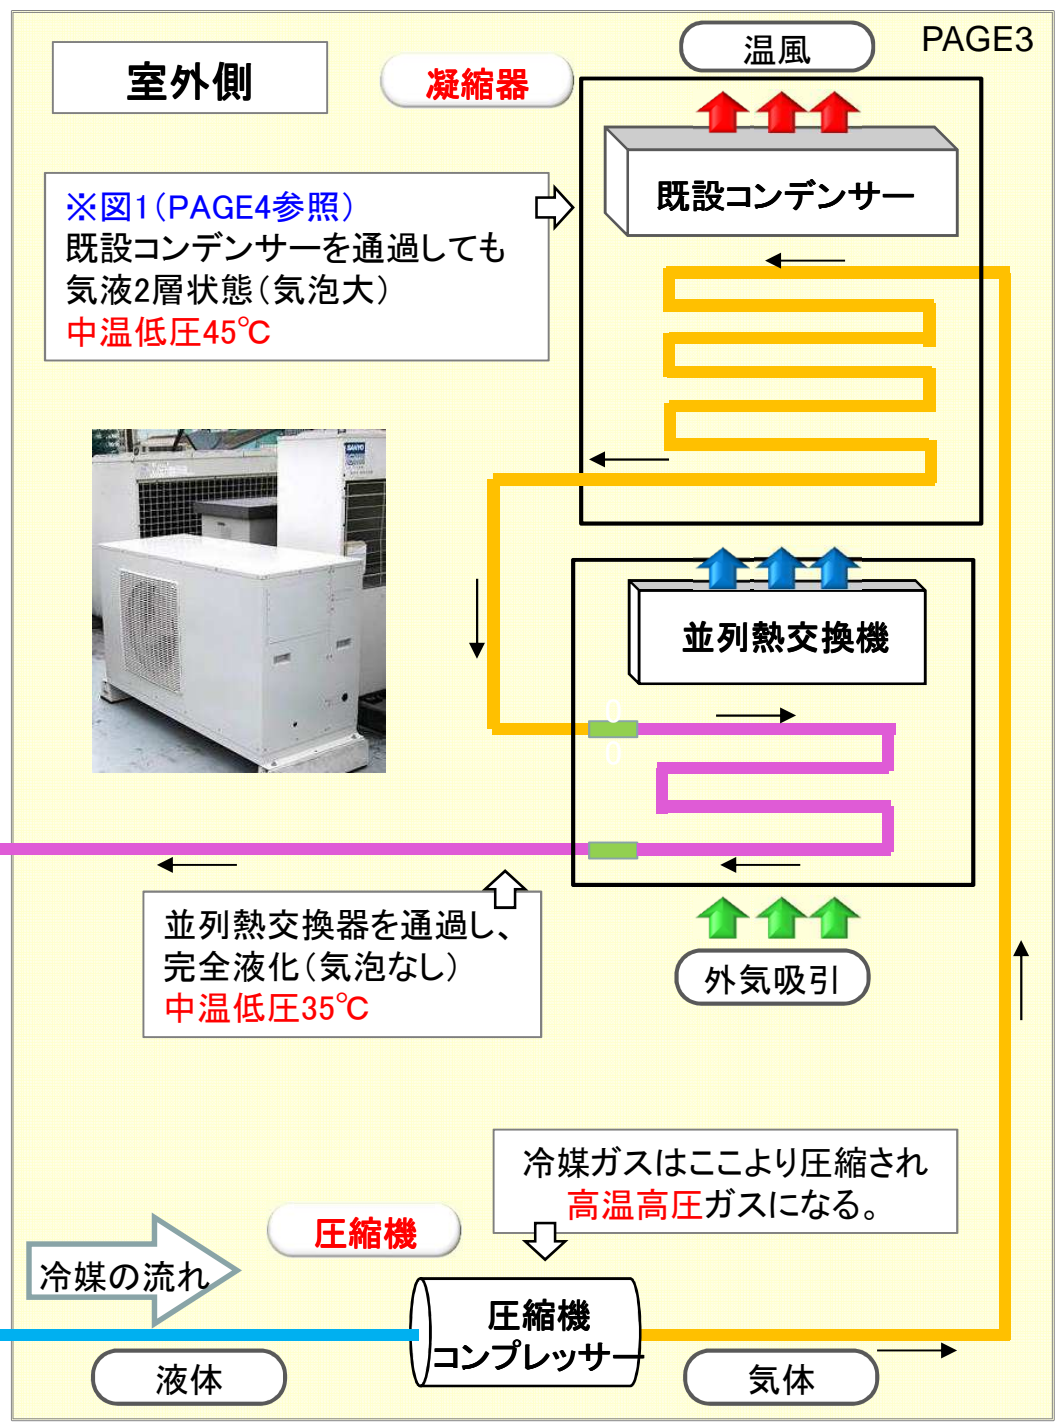 PAGE3
温風
室外側
凝縮器
既設コンデンサー
※図1（PAGE4参照）
既設コンデンサーを通過しても
気液2層状態（気泡大）
中温低圧45℃
SANYO
並列熱交換機
0
0
並列熱交換器を通過し、
完全液化（気泡なし）
中温低圧35℃
外気吸引
冷媒ガスはここより圧縮され
高温高圧ガスになる。
圧縮機
冷媒の流れ
圧縮機
コンプレッサー
液体
気体